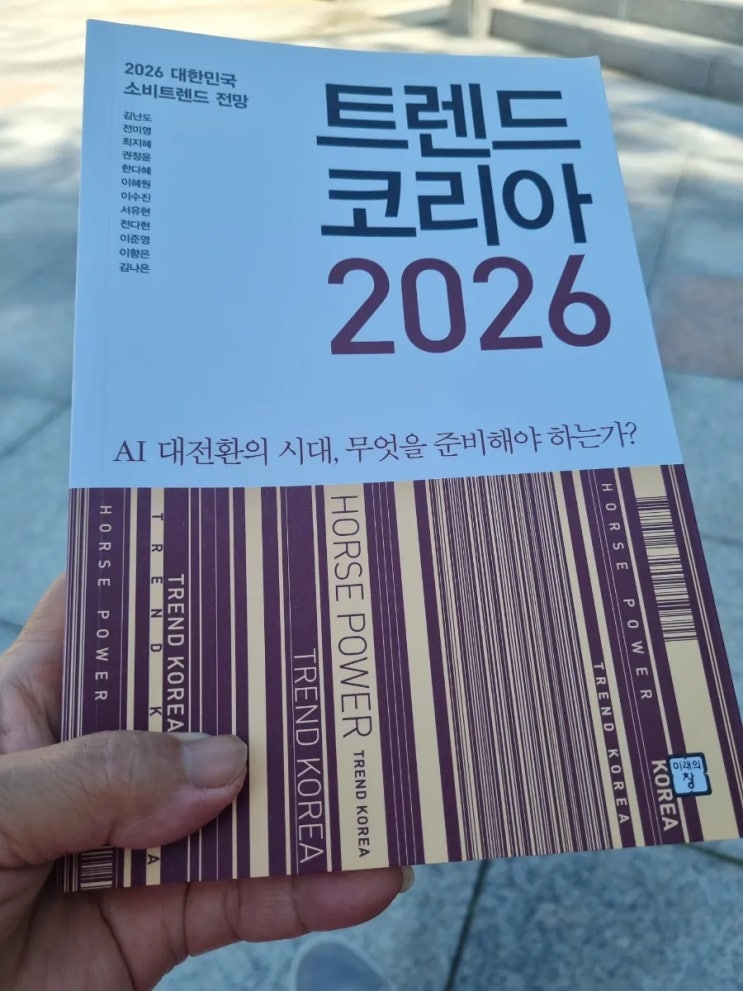 2026 대한민국
소비트렌드 전망
김난도
전미영
최지혜
권정윤
한다혜
이혜원
이수진
서유현
전다현
이준영
이향은
김나은
트렌드
코리아
2026
AI 대전환의 시대, 무엇을 준비해야 하는가?
HORSE POWER
TREND K
A
TREND KOREA
TREND KOREA
HORSE POWER
TREND KOREA
HORSE POWER
TREND KOREA
KOREA
미래의
창